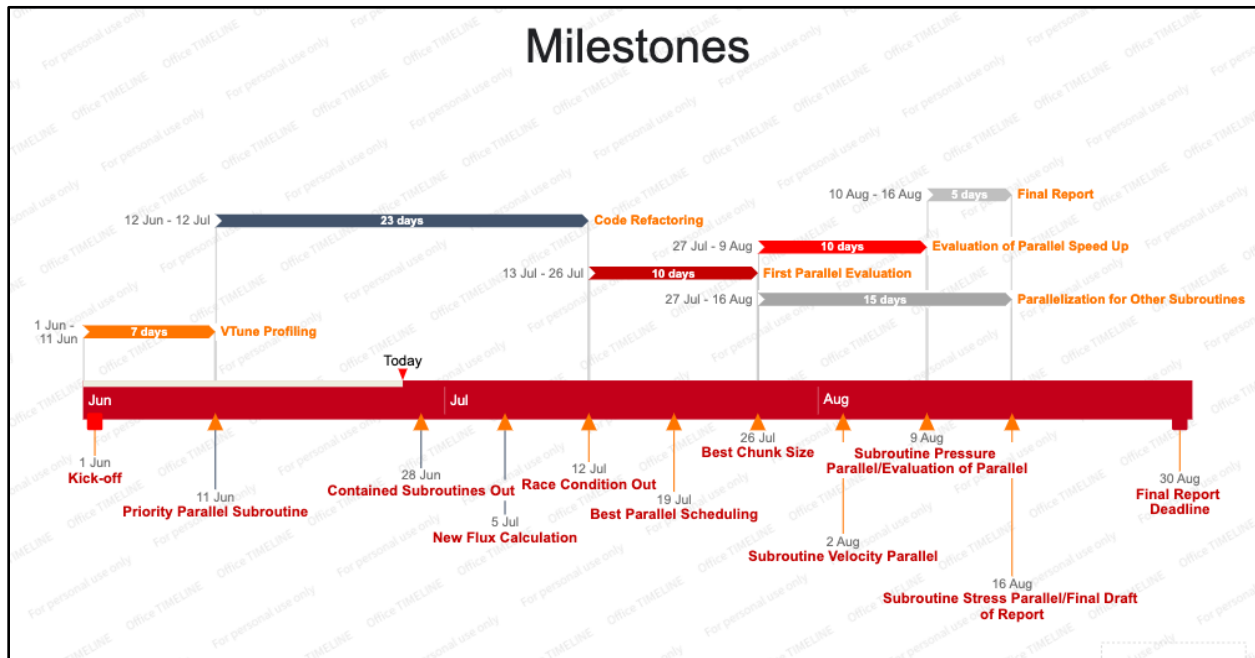 Milestones
10 Aug - 16 Aug
5 days
Final Report
12 Jun - 12 Jul
23 days
Code Refactoring
27 Jul - 9 Aug
10 days
Evaluation of Parallel Speed Up
13 Jul - 26 Jul
10 days
First Parallel Evaluation
27 Jul - 16 Aug
15 days
Parallelization for Other Subroutines
1 Jun -
11 Jun
7 days
VTune Profiling
Today
Jun
Jul
Aug
1 Jun
Kick-off
11 Jun
Priority Parallel Subroutine
28 Jun
Contained Subroutines Out
5 Jul
New Flux Calculation
12 Jul
Race Condition Out
19 Jul
Best Parallel Scheduling
26 Jul
Best Chunk Size
2 Aug
Subroutine Velocity Parallel
9 Aug
Subroutine Pressure
Parallel/Evaluation of Parallel
16 Aug
Subroutine Stress Parallel/Final Draft
of Report
30 Aug
Final Report
Deadline
For personal use only
Office TIMELINE